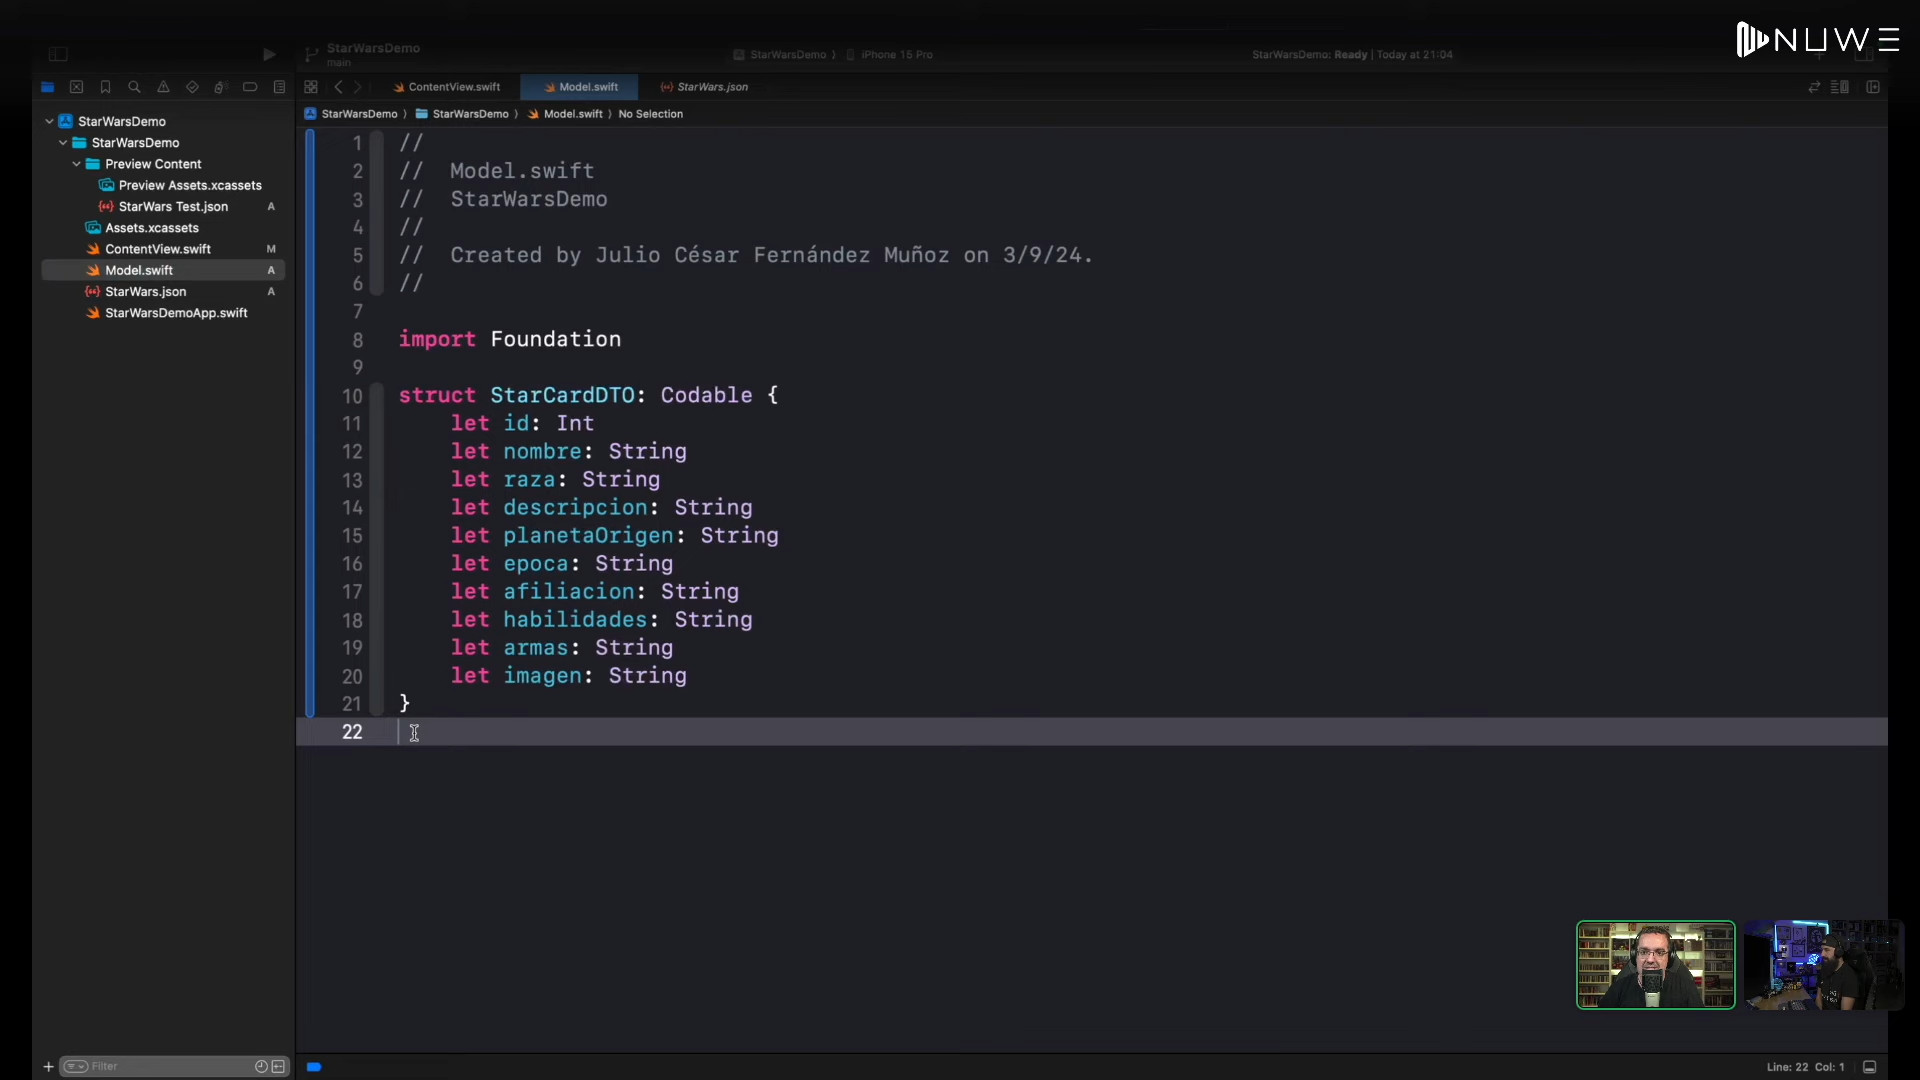 NUWE
StarWarsDemo
main
StarWarsDemo
iPhone 15 Pro
StarWarsDemo: Ready | Today at 21:04
ContentView.swift
Model.swift
StarWars.json
StarWarsDemo
StarWarsDemo
Model.swift
No Selection
StarWarsDemo
StarWarsDemo
Preview Content
Preview Assets.xcassets
StarWars Test.json A
Assets.xcassets
ContentView.swift M
Model.swift A
StarWars.json A
StarWarsDemoApp.swift
1 //
2 //  Model.swift
3 //  StarWarsDemo
4 //
5 //  Created by Julio César Fernández Muñoz on 3/9/24.
6 //
7
8 import Foundation
9
10 struct StarCardDTO: Codable {
11     let id: Int
12     let nombre: String
13     let raza: String
14     let descripcion: String
15     let planetaOrigen: String
16     let epoca: String
17     let afiliacion: String
18     let habilidades: String
19     let armas: String
20     let imagen: String
21 }
22
Filter
Line: 22 Col: 1